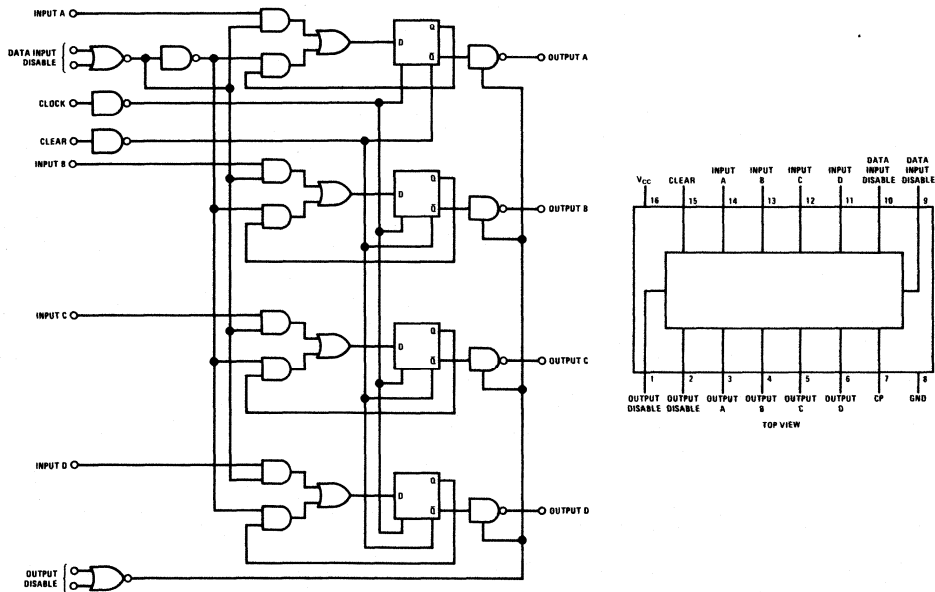 INPUT A
DATA INPUT
DISABLE
CLOCK
CLEAR
INPUT B
INPUT C
INPUT D
OUTPUT
DISABLE
D
Q
Q̅
OUTPUT A
D
Q
Q̅
OUTPUT B
D
Q
Q̅
OUTPUT C
D
Q
Q̅
OUTPUT D
VCC
CLEAR
INPUT
A
INPUT
B
INPUT
C
INPUT
D
DATA
INPUT
DISABLE
DATA
INPUT
DISABLE
16 15 14 13 12 11 10 9
1 2 3 4 5 6 7 8
OUTPUT
DISABLE
OUTPUT
DISABLE
OUTPUT
A
OUTPUT
B
OUTPUT
C
OUTPUT
D
CP
GND
TOP VIEW